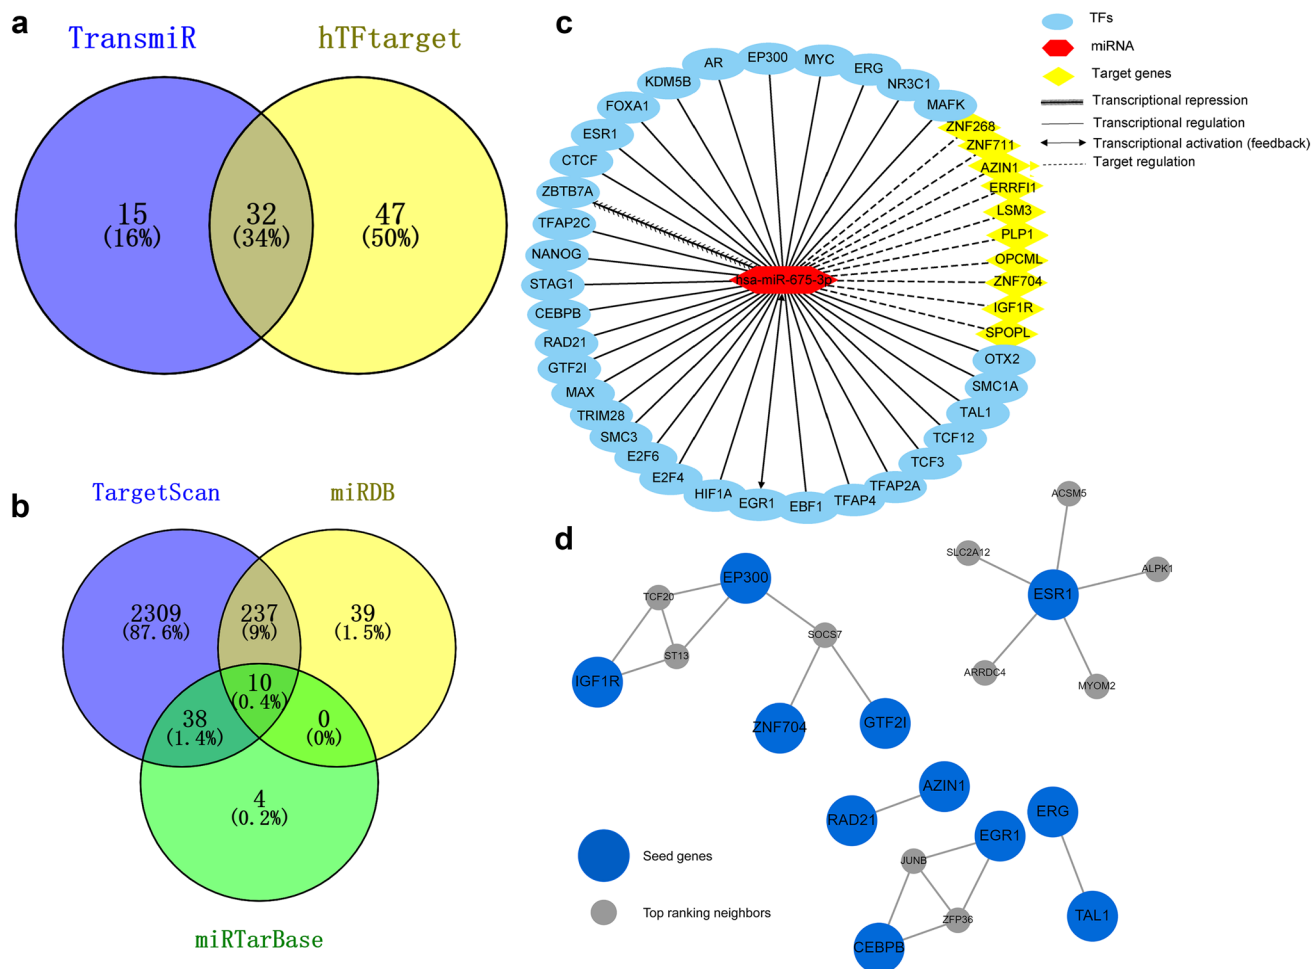 a
TransmiR
hTFtarget
15
(16%)
32
(34%)
47
(50%)
b
TargetScan
miRDB
2309
(87.6%)
237
(9%)
39
(1.5%)
10
(0.4%)
38
(1.4%)
0
(0%)
4
(0.2%)
miRTarBase
c
TFs
miRNA
Target genes
Transcriptional repression
Transcriptional regulation
Transcriptional activation (feedback)
Target regulation
EP300
MYC
ERG
NR3C1
MAFK
ZNF268
ZNF711
AZIN1
ERRFI1
LSM3
PLP1
OPCML
ZNF704
IGF1R
SPOPL
OTX2
SMC1A
TAL1
TCF12
TCF3
TFAP2A
TFAP4
EBF1
EGR1
HIF1A
E2F4
E2F6
SMC3
TRIM28
MAX
GTF2I
RAD21
CEBPB
STAG1
NANOG
TFAP2C
ZBTB7A
CTCF
ESR1
FOXA1
KDM5B
AR
hsa-miR-675-3p
d
EP300
TCF20
ST13
IGF1R
SOCS7
ZNF704
GTF2I
ACSM5
SLC2A12
ALPK1
ESR1
ARRDC4
MYOM2
AZIN1
RAD21
EGR1
JUNB
ZFP36
CEBPB
ERG
TAL1
Seed genes
Top ranking neighbors